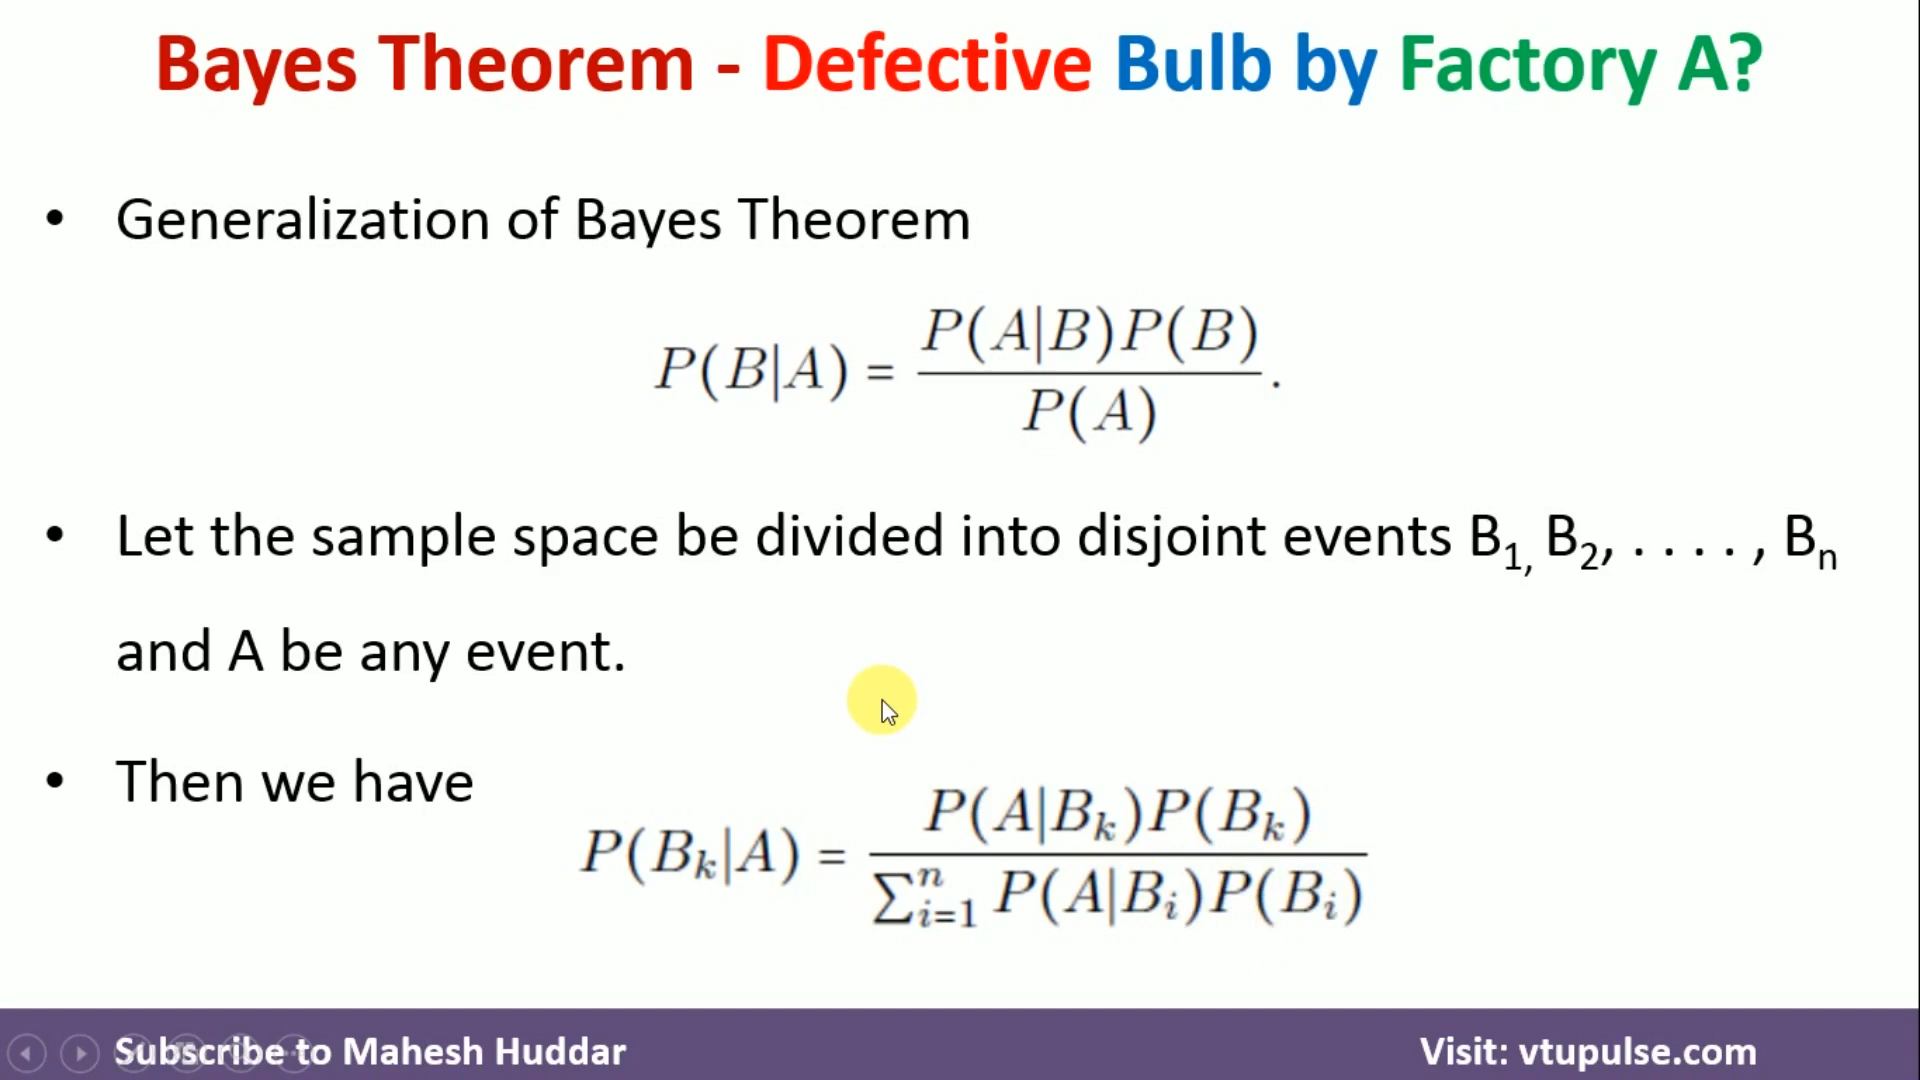 Bayes Theorem - Defective Bulb by Factory A?
• Generalization of Bayes Theorem
P(B|A) = P(A|B)P(B) / P(A) .
• Let the sample space be divided into disjoint events B₁, B₂, . . . . , Bₙ
and A be any event.
• Then we have
P(Bₖ|A) = P(A|Bₖ)P(Bₖ) / ∑ⁿᵢ₌₁ P(A|Bᵢ)P(Bᵢ)
Subscribe to Mahesh Huddar
Visit: vtupulse.com